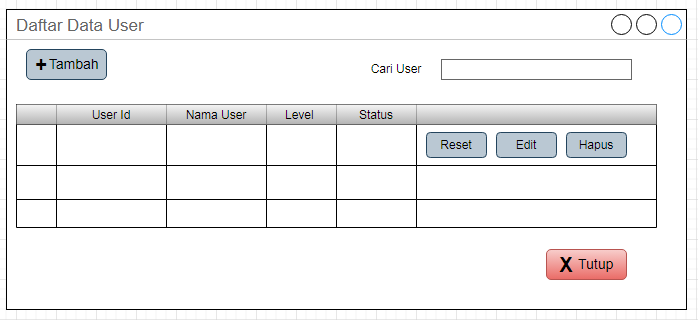 Daftar Data User
+ Tambah
Cari User
User Id Nama User Level Status
Reset Edit Hapus
X Tutup